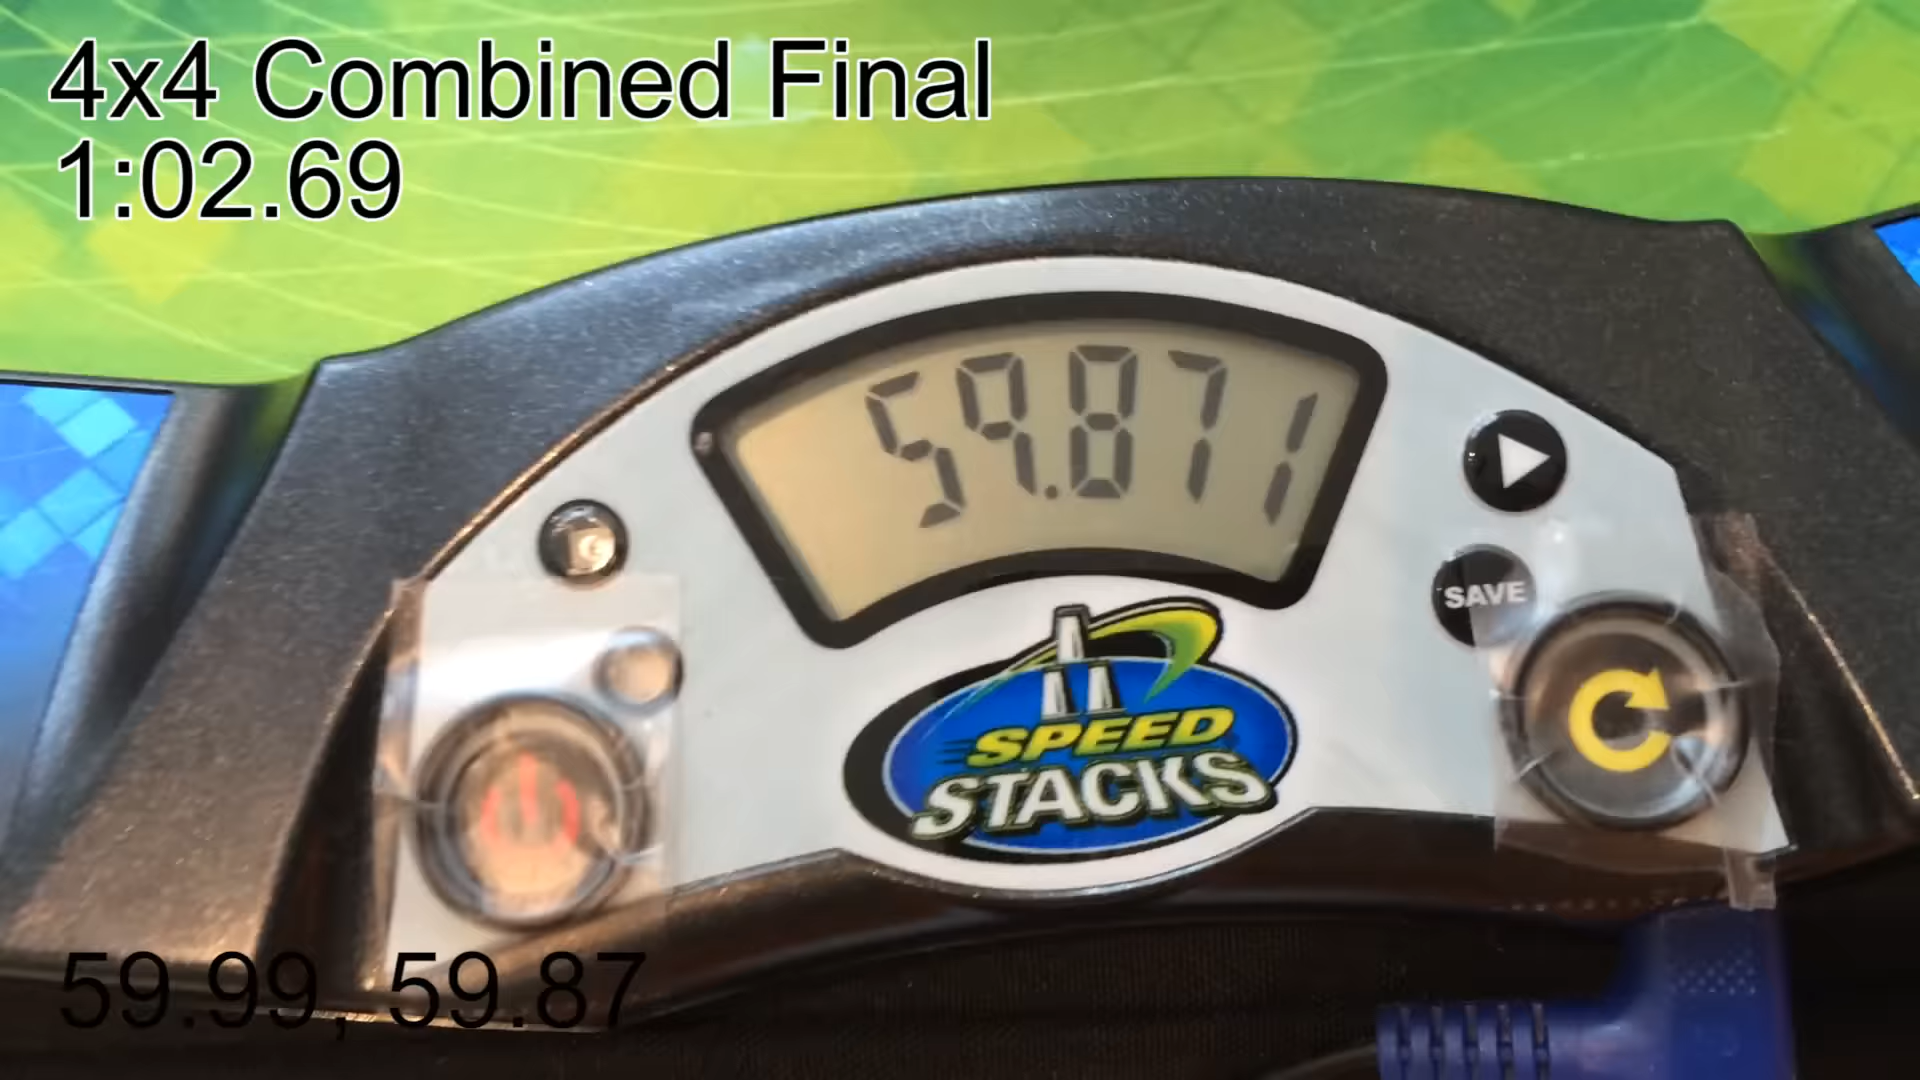 4x4 Combined Final
1:02.69
59.871
SAVE
SPEED
STACKS
59.99, 59.87